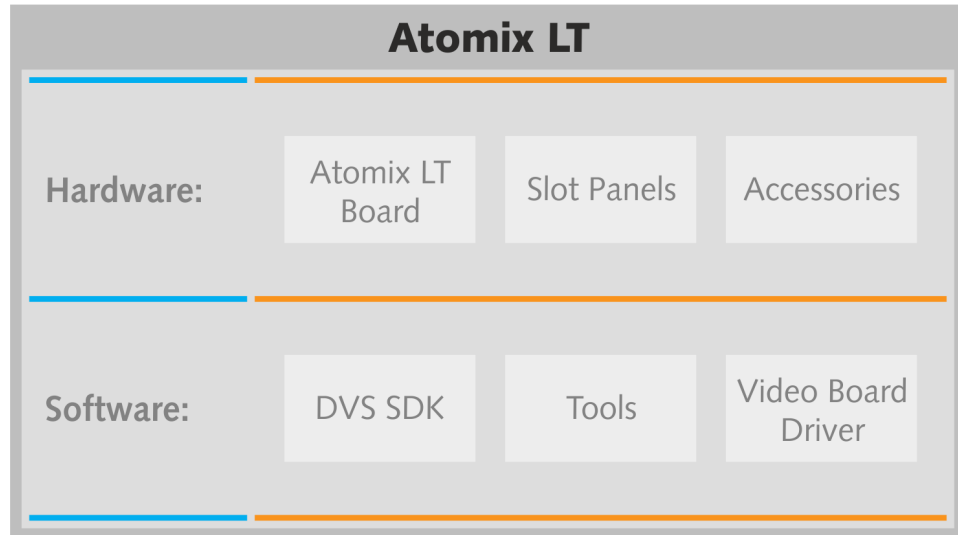 Atomix LT
Hardware:
Atomix LT
Board
Slot Panels
Accessories
Software:
DVS SDK
Tools
Video Board
Driver